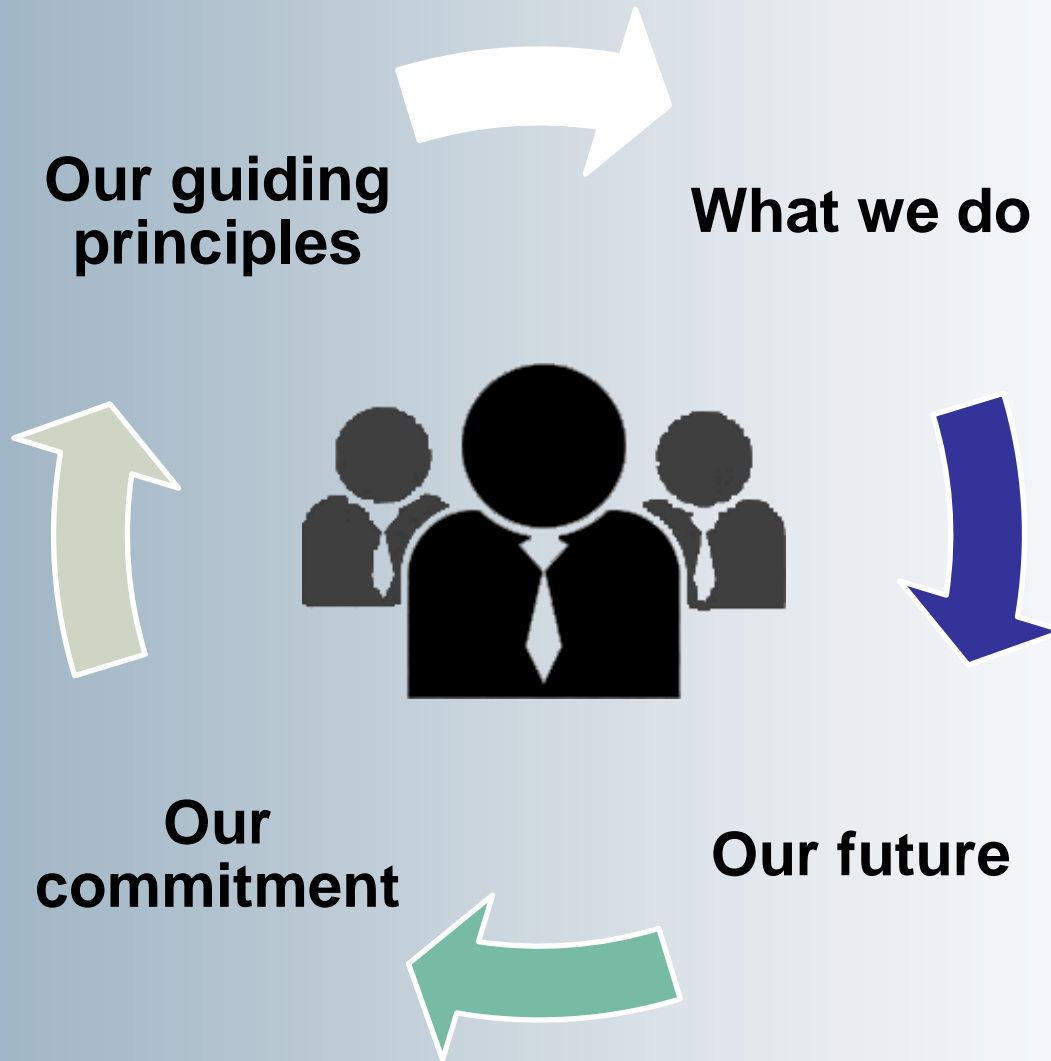 Our guiding
principles
What we do
Our future
Our
commitment